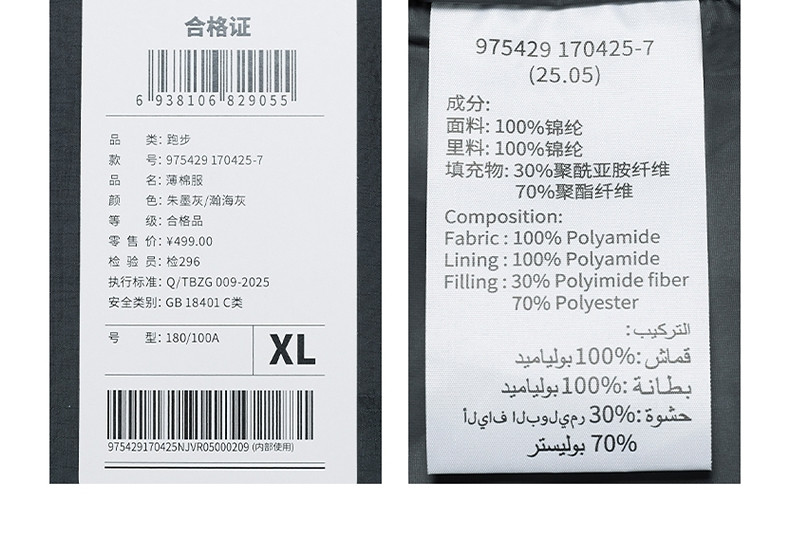 合格证
6 938106 829055
品 类: 跑步
款 号: 975429 170425-7
品 名: 薄棉服
颜 色: 朱墨灰/瀚海灰
等 级: 合格品
零 售 价: ¥499.00
检 验 员: 检296
执行标准: Q/TBZG 009-2025
安全类别: GB 18401 C类
号 型: 180/100A
XL
975429170425NJVR05000209 (内部使用)
975429 170425-7
(25.05)
成分:
面料: 100%锦纶
里料: 100%锦纶
填充物: 30%聚酰亚胺纤维
70%聚酯纤维
Composition:
Fabric : 100% Polyamide
Lining : 100% Polyamide
Filling : 30% Polyimide fiber
70% Polyester
التركيب:
قماش: 100% بولياميد
بطانة: 100% بولياميد
حشوة: 30% ألياف البوليمر
70% بوليستر